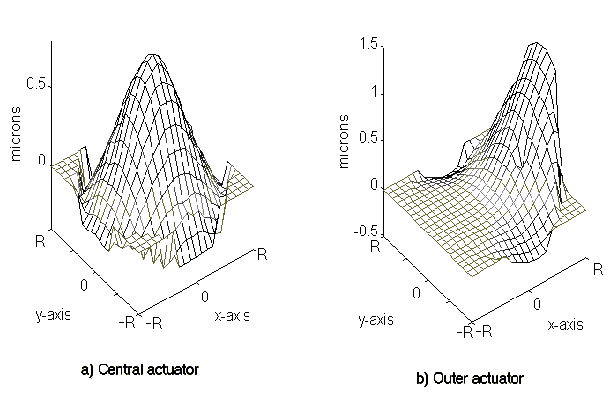 0.5
0
microns
R
0
-R
-R
0
R
y-axis
x-axis
a) Central actuator
1.5
1
0.5
0
-0.5
microns
R
0
-R
-R
0
R
y-axis
x-axis
b) Outer actuator